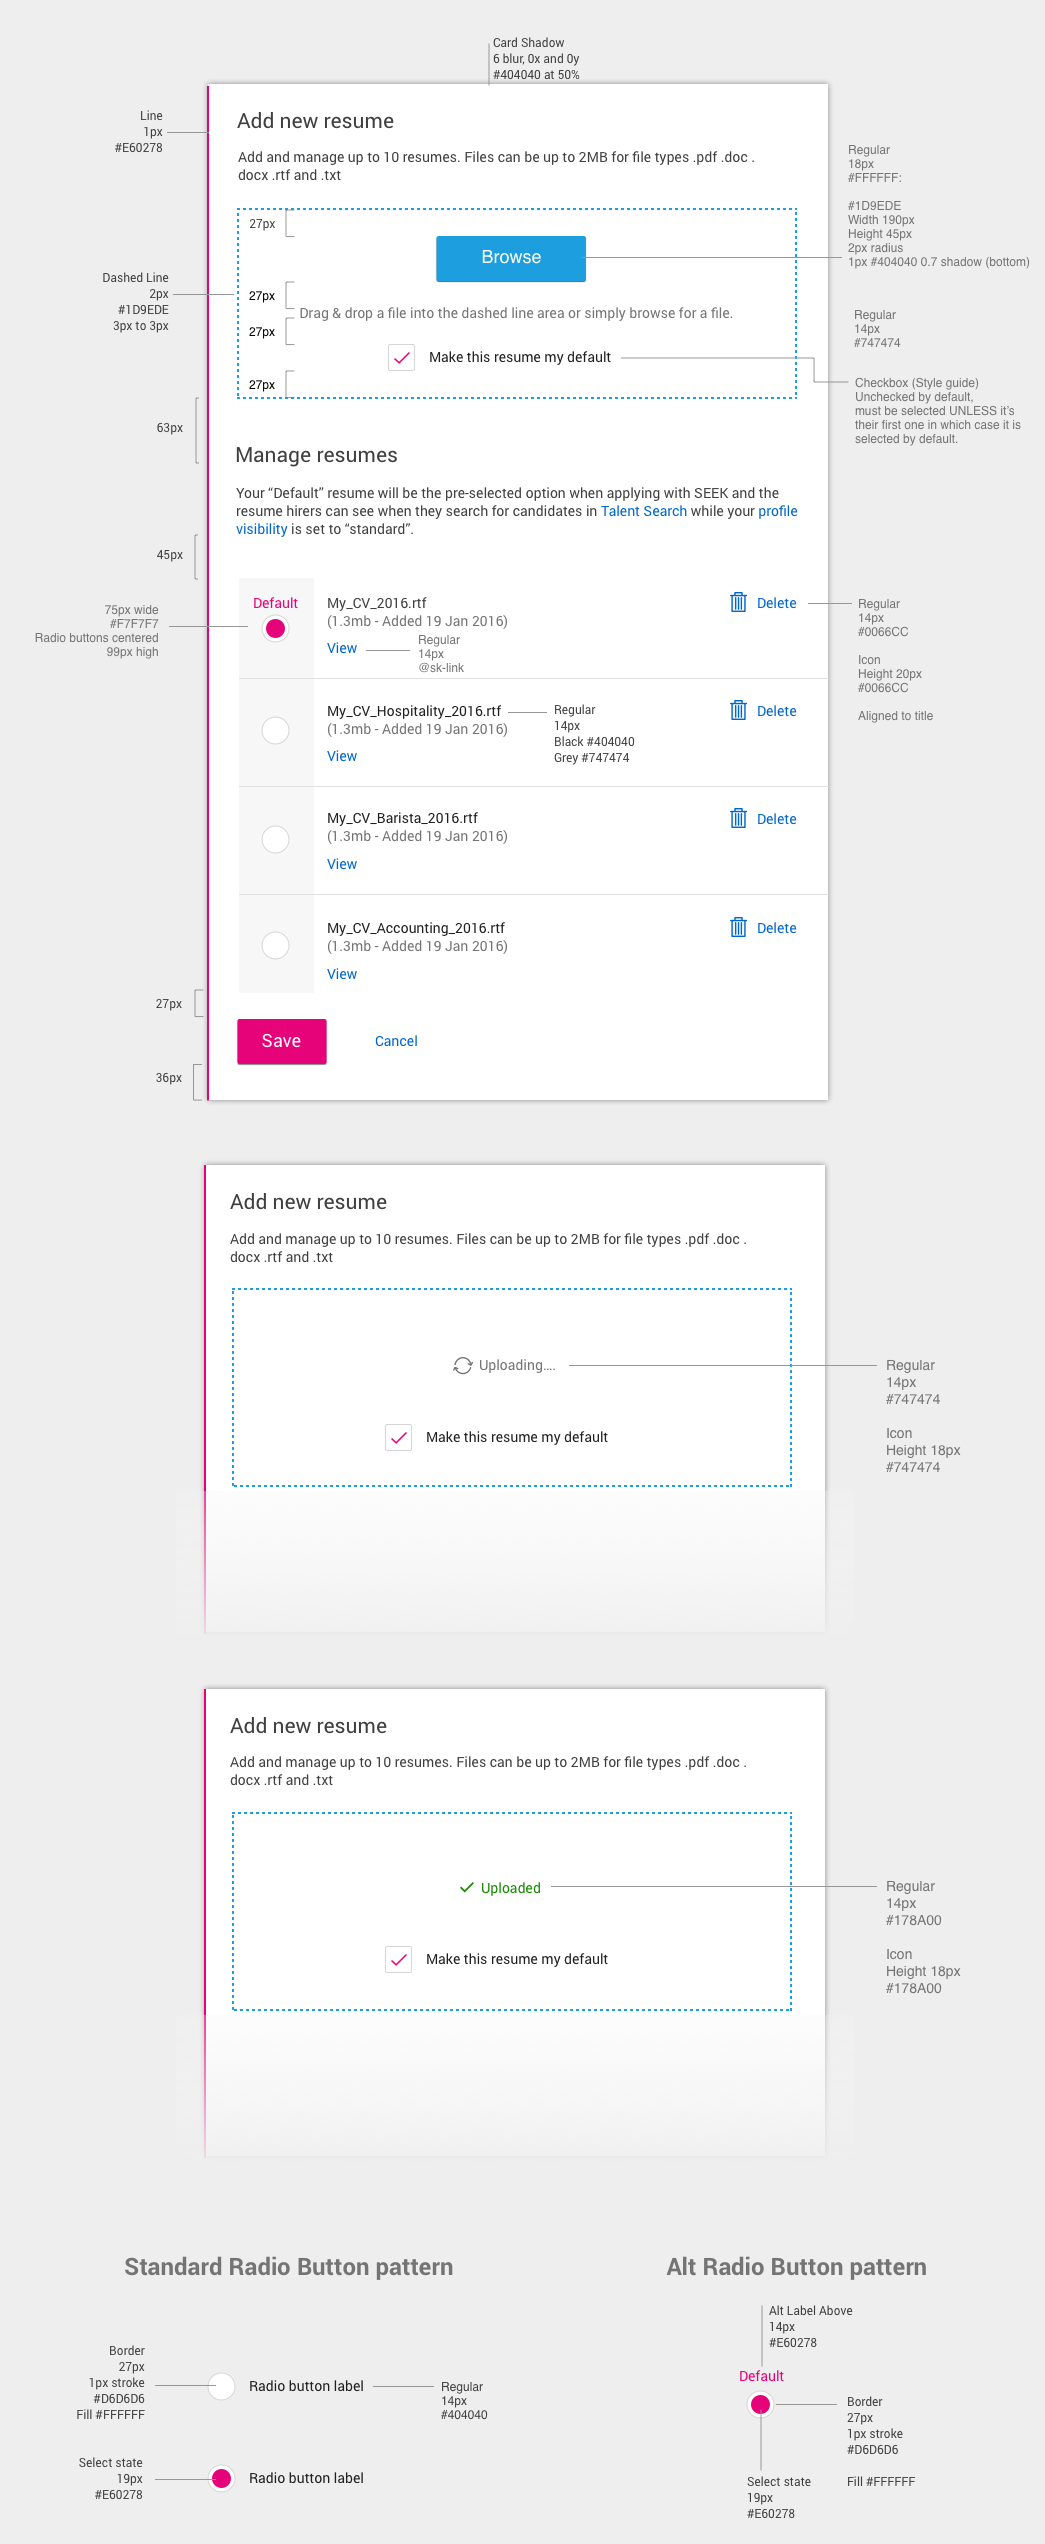 Card Shadow
6 blur, 0x and 0y
#404040 at 50%
Line
1px
#E60278
Add new resume
Add and manage up to 10 resumes. Files can be up to 2MB for file types .pdf .doc .
docx .rtf and .txt
Regular
18px
#FFFFFF:
#1D9EDE
Width 190px
Height 45px
2px radius
1px #404040 0.7 shadow (bottom)
27px
Browse
Dashed Line
2px
#1D9EDE
3px to 3px
27px
Drag & drop a file into the dashed line area or simply browse for a file.
27px
Regular
14px
#747474
Make this resume my default
27px
Checkbox (Style guide)
Unchecked by default,
must be selected UNLESS it's
their first one in which case it is
selected by default.
63px
Manage resumes
Your “Default” resume will be the pre-selected option when applying with SEEK and the
resume hirers can see when they search for candidates in Talent Search while your profile
visibility is set to “standard”.
45px
75px wide
#F7F7F7
Radio buttons centered
99px high
Default
My_CV_2016.rtf
(1.3mb - Added 19 Jan 2016)
View
Regular
14px
@sk-link
Delete
Regular
14px
#0066CC
Icon
Height 20px
#0066CC
Aligned to title
My_CV_Hospitality_2016.rtf
(1.3mb - Added 19 Jan 2016)
View
Regular
14px
Black #404040
Grey #747474
Delete
My_CV_Barista_2016.rtf
(1.3mb - Added 19 Jan 2016)
View
Delete
My_CV_Accounting_2016.rtf
(1.3mb - Added 19 Jan 2016)
View
Delete
27px
Save
Cancel
36px
Add new resume
Add and manage up to 10 resumes. Files can be up to 2MB for file types .pdf .doc .
docx .rtf and .txt
Uploading....
Regular
14px
#747474
Icon
Height 18px
#747474
Make this resume my default
Add new resume
Add and manage up to 10 resumes. Files can be up to 2MB for file types .pdf .doc .
docx .rtf and .txt
Uploaded
Regular
14px
#178A00
Icon
Height 18px
#178A00
Make this resume my default
Standard Radio Button pattern
Border
27px
1px stroke
#D6D6D6
Fill #FFFFFF
Radio button label
Regular
14px
#404040
Select state
19px
#E60278
Radio button label
Alt Radio Button pattern
Alt Label Above
14px
#E60278
Default
Border
27px
1px stroke
#D6D6D6
Fill #FFFFFF
Select state
19px
#E60278